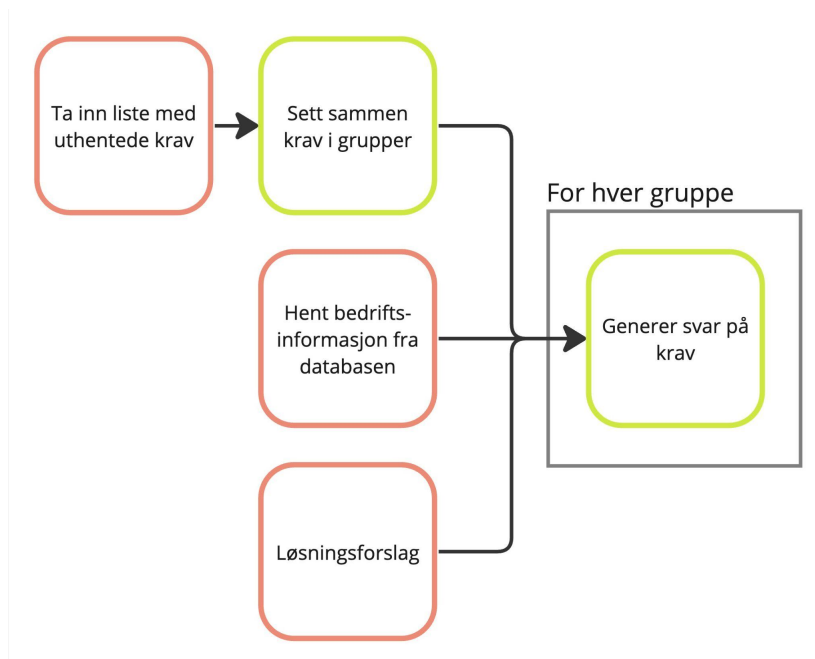 Ta inn liste med
uthentede krav
Sett sammen
krav i grupper
For hver gruppe
Hent bedrifts-
informasjon fra
databasen
Generer svar på
krav
Løsningsforslag